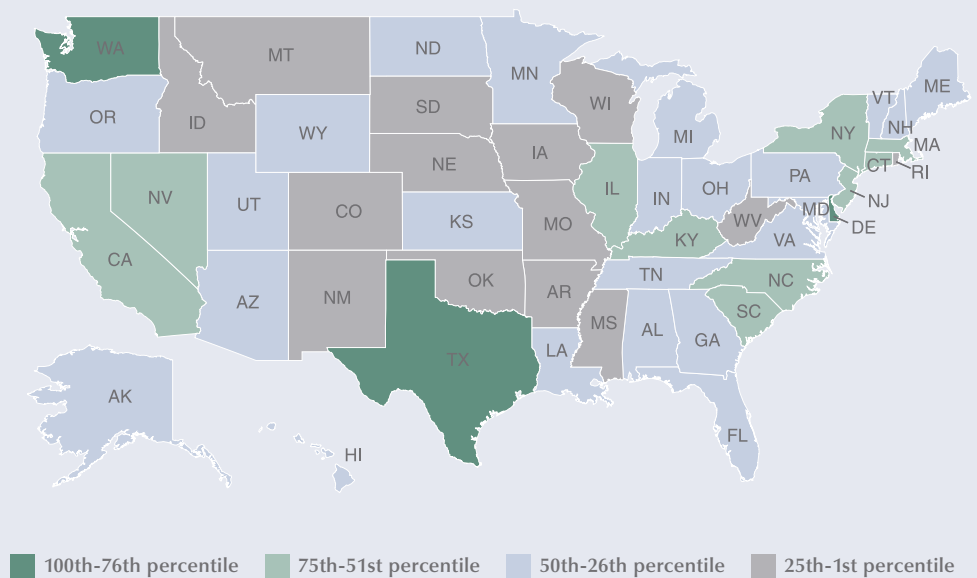 WA
MT
ND
MN
ME
VT
OR
ID
SD
WI
NY
NH
WY
MI
MA
NE
IA
CT
RI
NV
UT
CO
KS
IL
IN
OH
PA
NJ
MO
WV
MD
DE
CA
KY
VA
AZ
NM
OK
AR
TN
NC
TX
LA
MS
AL
GA
SC
AK
FL
HI
100th-76th percentile
75th-51st percentile
50th-26th percentile
25th-1st percentile